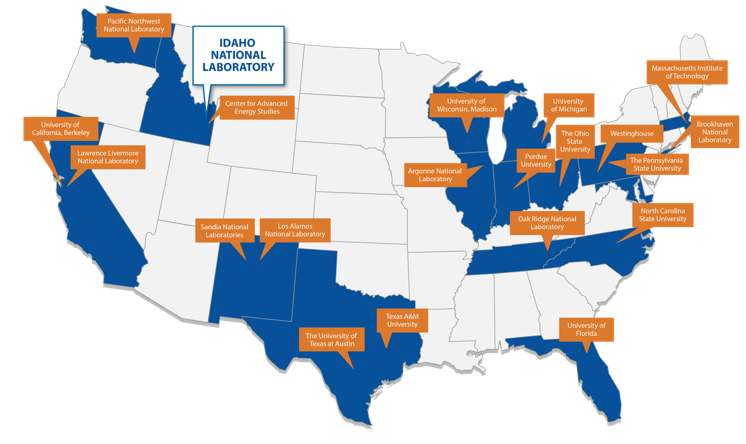 Pacific Northwest
National Laboratory
IDAHO
NATIONAL
LABORATORY
Center for Advanced
Energy Studies
University of
California, Berkeley
Lawrence Livermore
National Laboratory
Sandia National
Laboratories
Los Alamos
National Laboratory
The University of
Texas at Austin
Texas A&M
University
University of
Wisconsin, Madison
University
of Michigan
Argonne National
Laboratory
Purdue
University
The Ohio
State
University
Westinghouse
The Pennsylvania
State University
Massachusetts Institute
of Technology
Brookhaven
National
Laboratory
Oak Ridge National
Laboratory
North Carolina
State University
University of
Florida